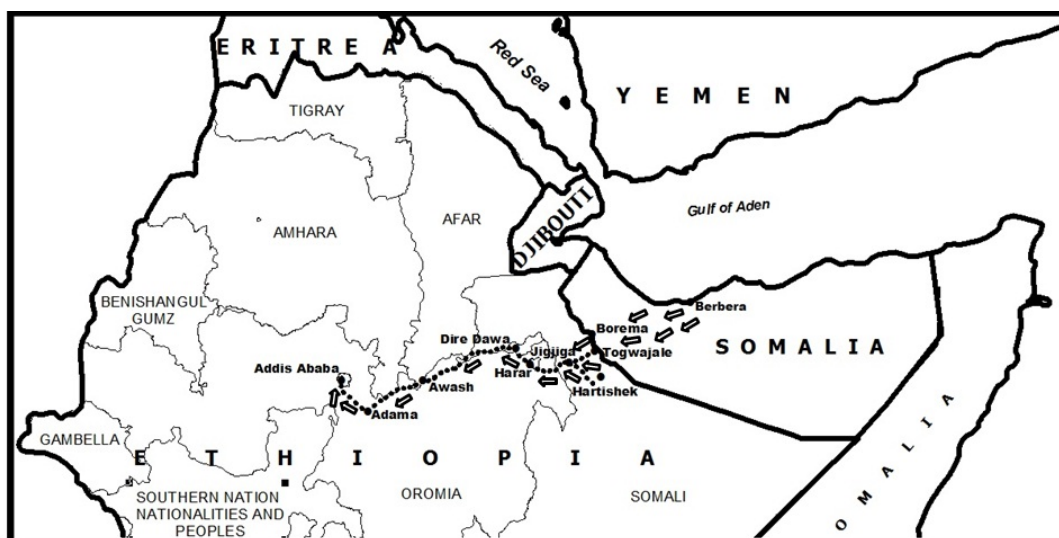 ERITREA
Red Sea
YEMEN
TIGRAY
DJIBOUTI
Gulf of Aden
AFAR
AMHARA
BENISHANGUL
GUMZ
Berbera
Borema
Dire Dawa
Jigjiga
Togwajale
SOMALIA
Addis Ababa
Awash
Harar
Hartishek
Adama
GAMBELLA
ETHIOPIA
SOUTHERN NATION
NATIONALITIES AND
PEOPLES
OROMIA
SOMALI
OMALIA